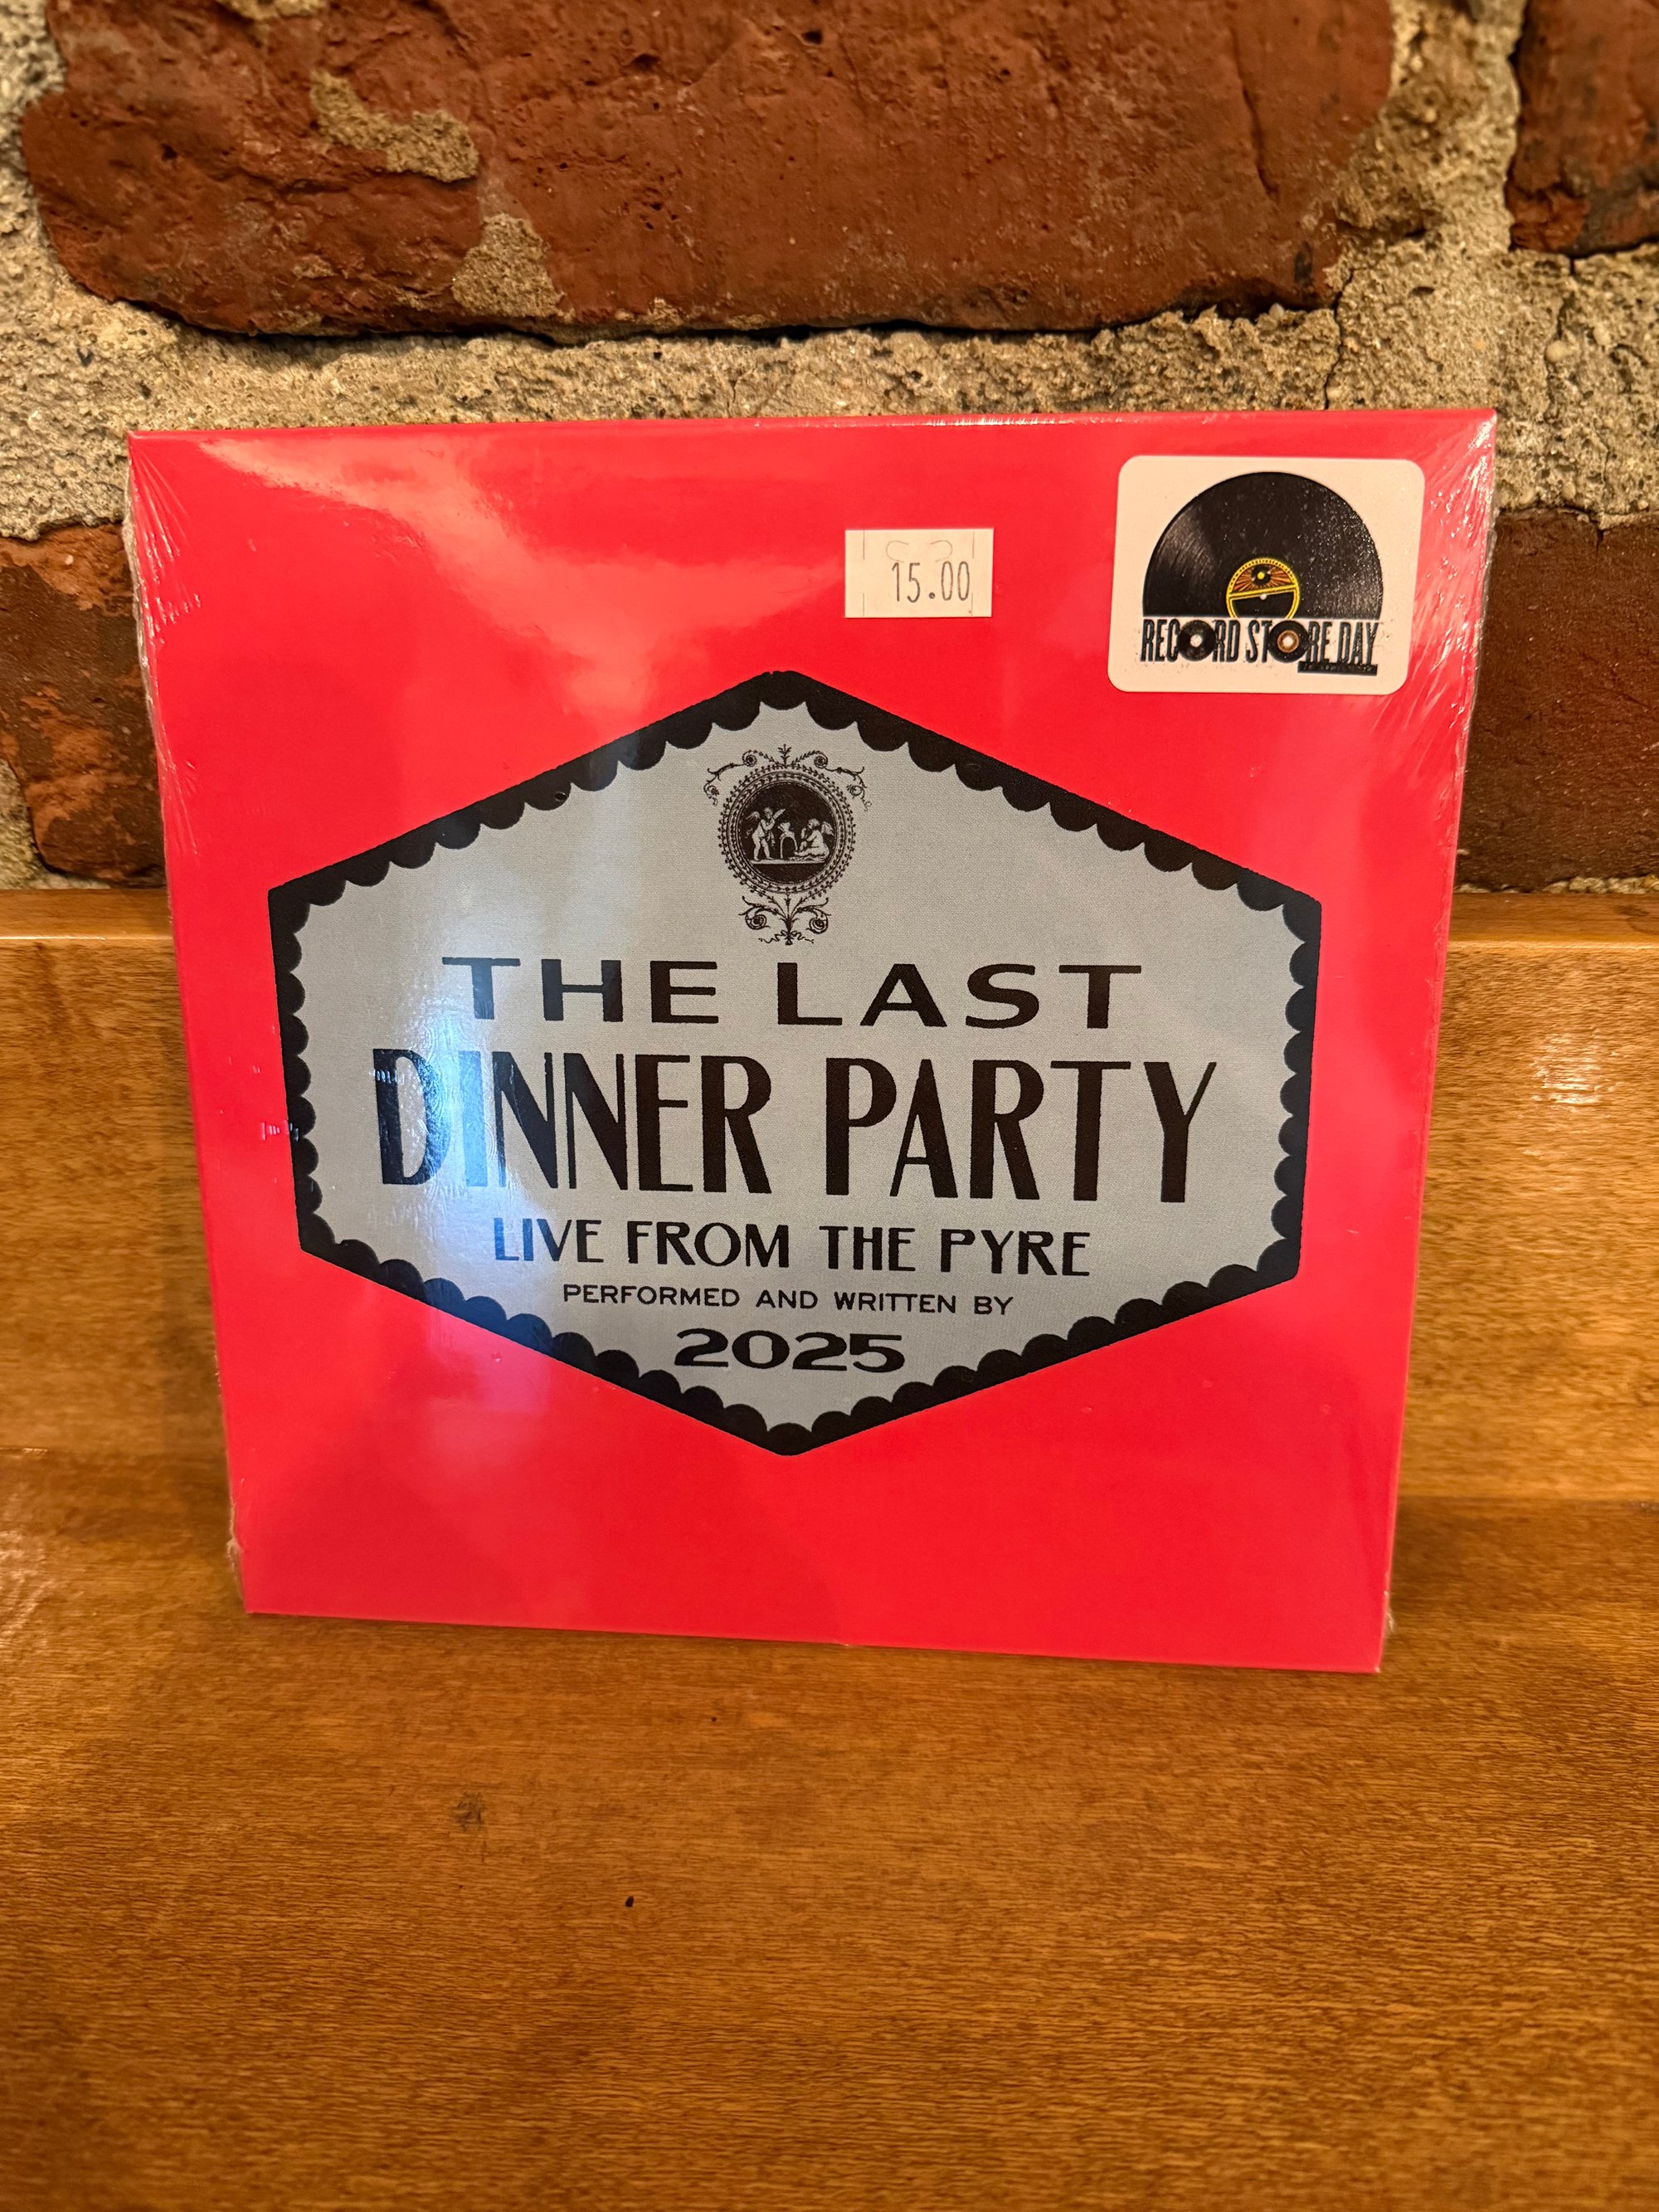 15.00
RECORD STORE DAY
THE LAST
DINNER PARTY
LIVE FROM THE PYRE
PERFORMED AND WRITTEN BY
2025